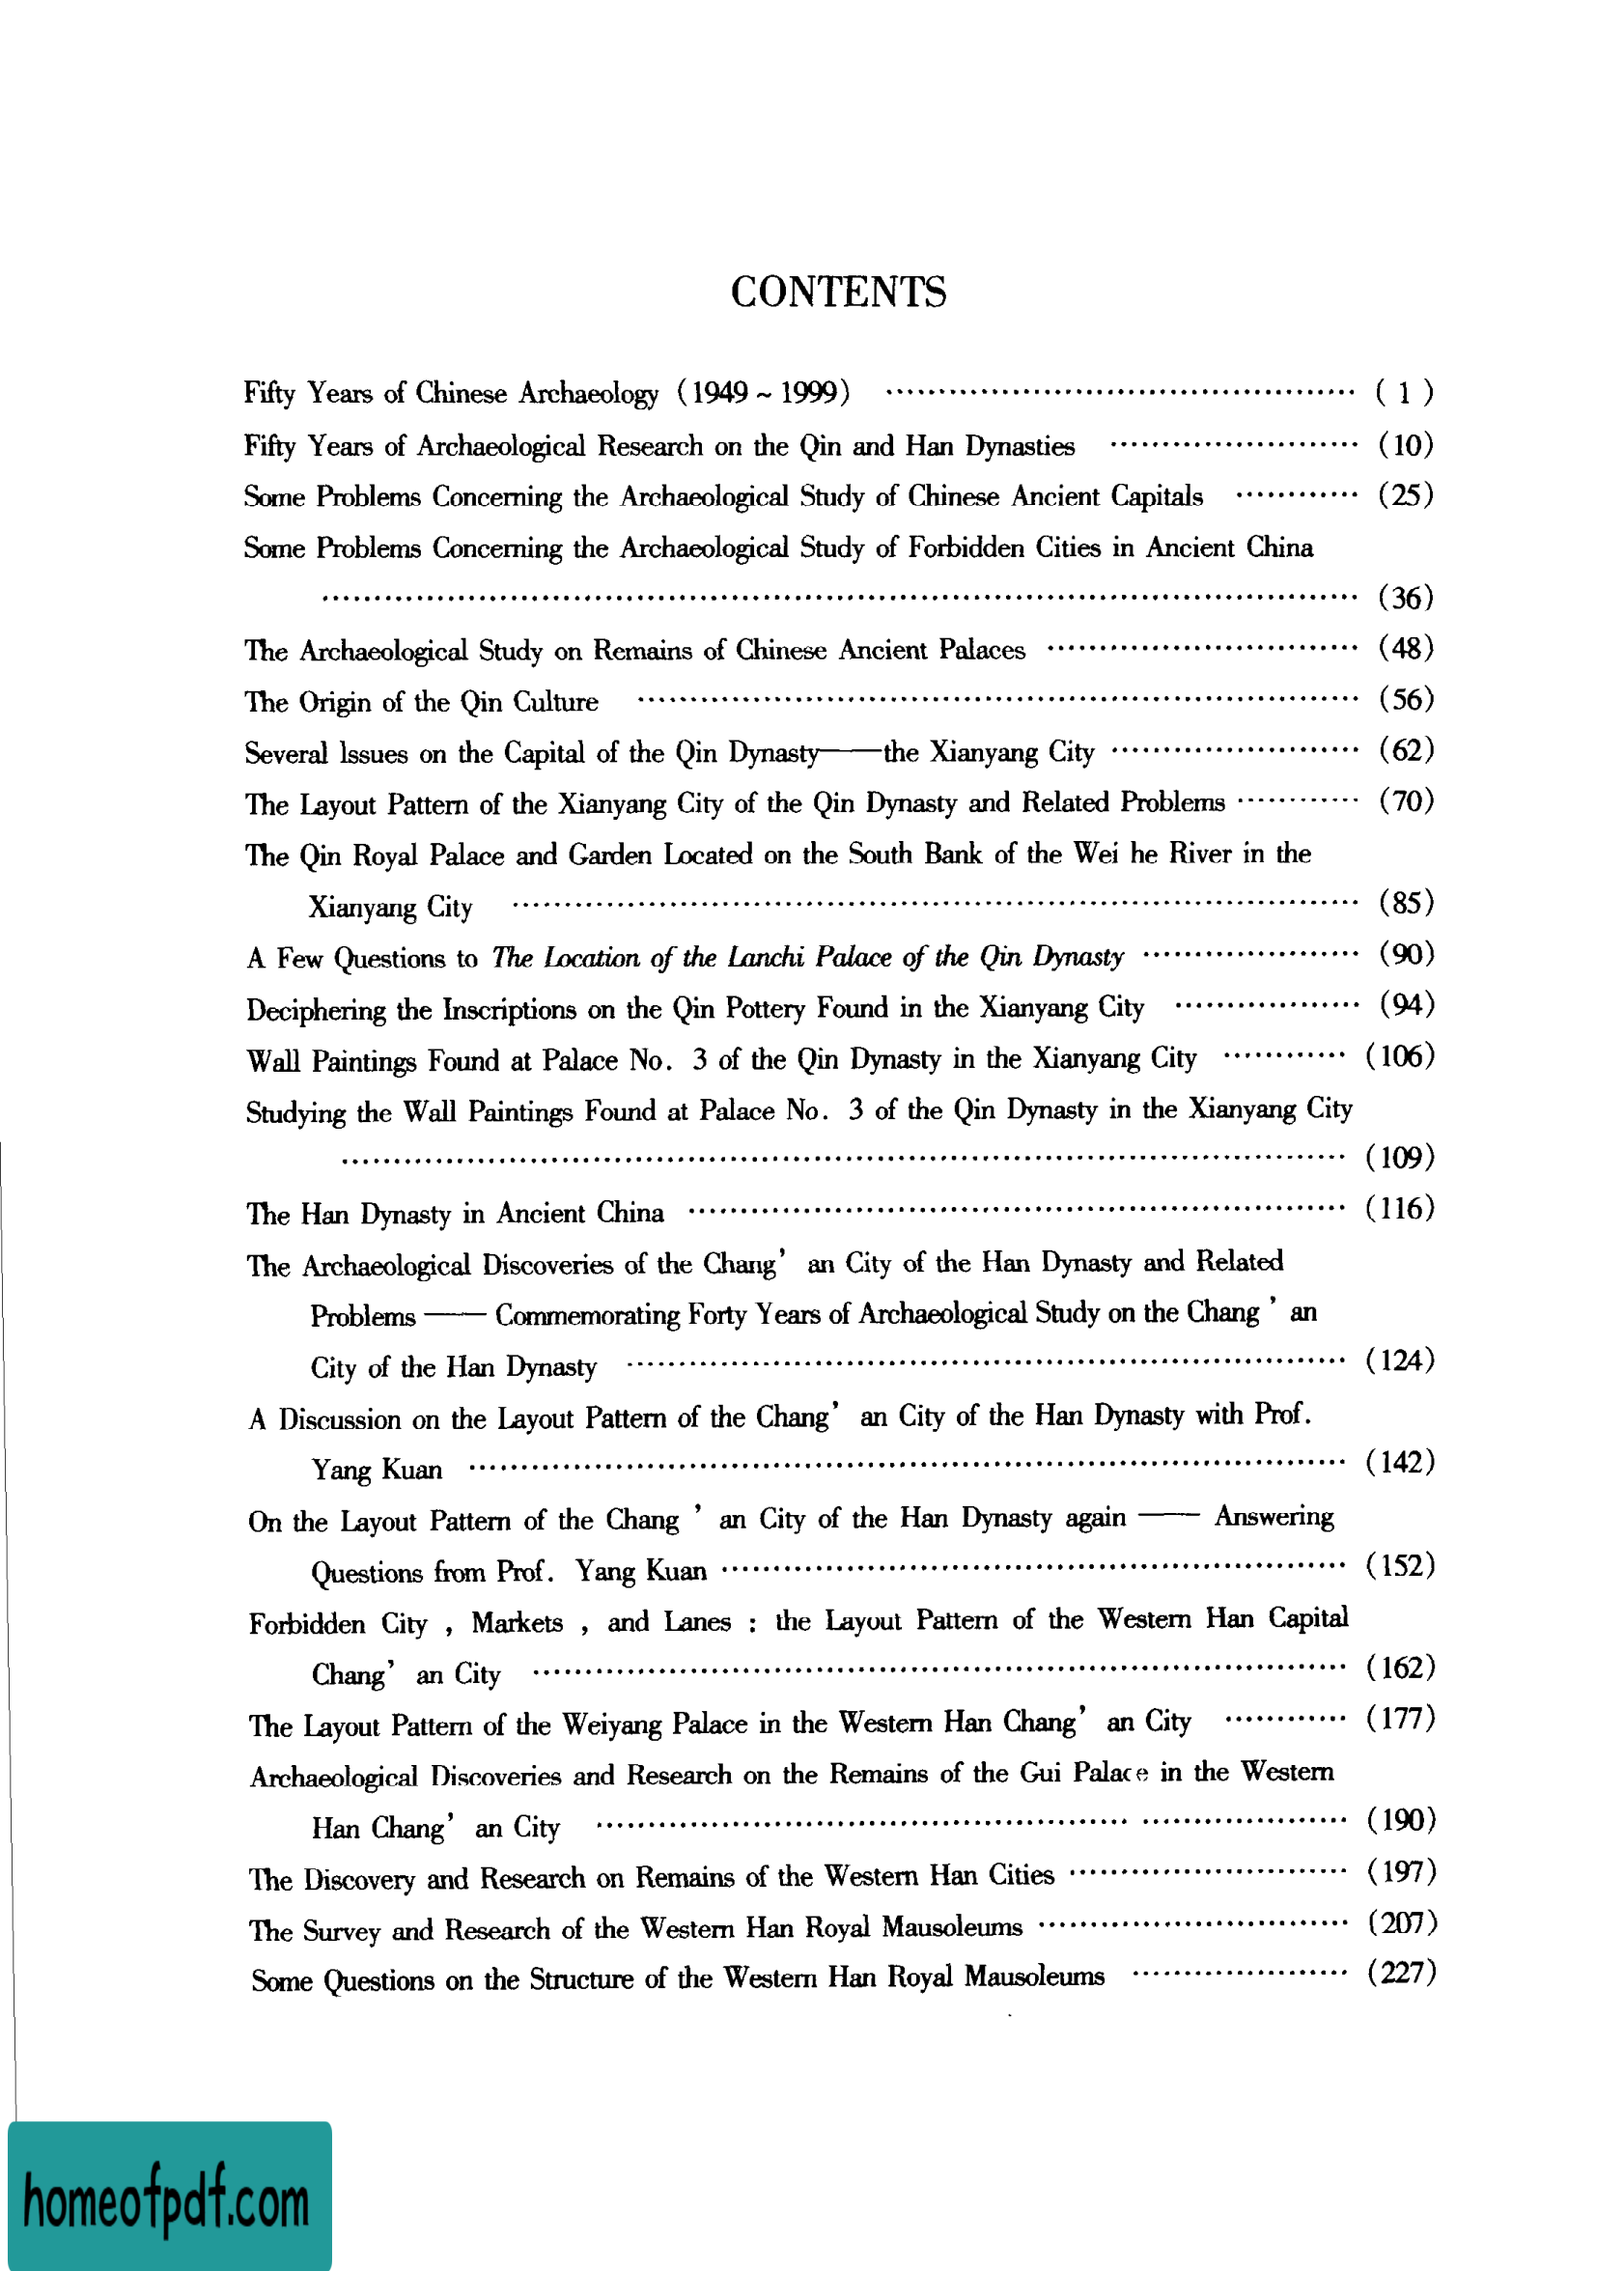 CONTENTS
Fifty Years of Chinese Archaeology (1949~1999) ………………………………………… ( 1 )
Fifty Years of Archaeological Research on the Qin and Han Dynasties …………………… (10)
Some Problems Concerning the Archaeological Study of Chinese Ancient Capitals ………… (25)
Some Problems Concerning the Archaeological Study of Forbidden Cities in Ancient China
………………………………………………………………………………………… (36)
The Archaeological Study on Remains of Chinese Ancient Palaces ………………………… (48)
The Origin of the Qin Culture ……………………………………………………………… (56)
Several Issues on the Capital of the Qin Dynasty——the Xianyang City …………………… (62)
The Layout Pattern of the Xianyang City of the Qin Dynasty and Related Problems ………… (70)
The Qin Royal Palace and Garden Located on the South Bank of the Wei he River in the
Xianyang City ………………………………………………………………………… (85)
A Few Questions to The Location of the Lanchi Palace of the Qin Dynasty ………………… (90)
Deciphering the Inscriptions on the Qin Pottery Found in the Xianyang City ……………… (94)
Wall Paintings Found at Palace No. 3 of the Qin Dynasty in the Xianyang City ………… (106)
Studying the Wall Paintings Found at Palace No. 3 of the Qin Dynasty in the Xianyang City
……………………………………………………………………………………… (109)
The Han Dynasty in Ancient China ………………………………………………………… (116)
The Archaeological Discoveries of the Chang’ an City of the Han Dynasty and Related
Problems —— Commemorating Forty Years of Archaeological Study on the Chang ’ an
City of the Han Dynasty ……………………………………………………………… (124)
A Discussion on the Layout Pattern of the Chang’ an City of the Han Dynasty with Prof.
Yang Kuan …………………………………………………………………………… (142)
On the Layout Pattern of the Chang ’ an City of the Han Dynasty again —— Answering
Questions from Prof. Yang Kuan …………………………………………………… (152)
Forbidden City , Markets , and Lanes : the Layout Pattern of the Western Han Capital
Chang’ an City ……………………………………………………………………… (162)
The Layout Pattern of the Weiyang Palace in the Western Han Chang’ an City ………… (177)
Archaeological Discoveries and Research on the Remains of the Gui Palace in the Western
Han Chang’ an City ………………………………………………………………… (190)
The Discovery and Research on Remains of the Western Han Cities ……………………… (197)
The Survey and Research of the Western Han Royal Mausoleums ………………………… (207)
Some Questions on the Structure of the Western Han Royal Mausoleums ………………… (227)
homeofpdf.com